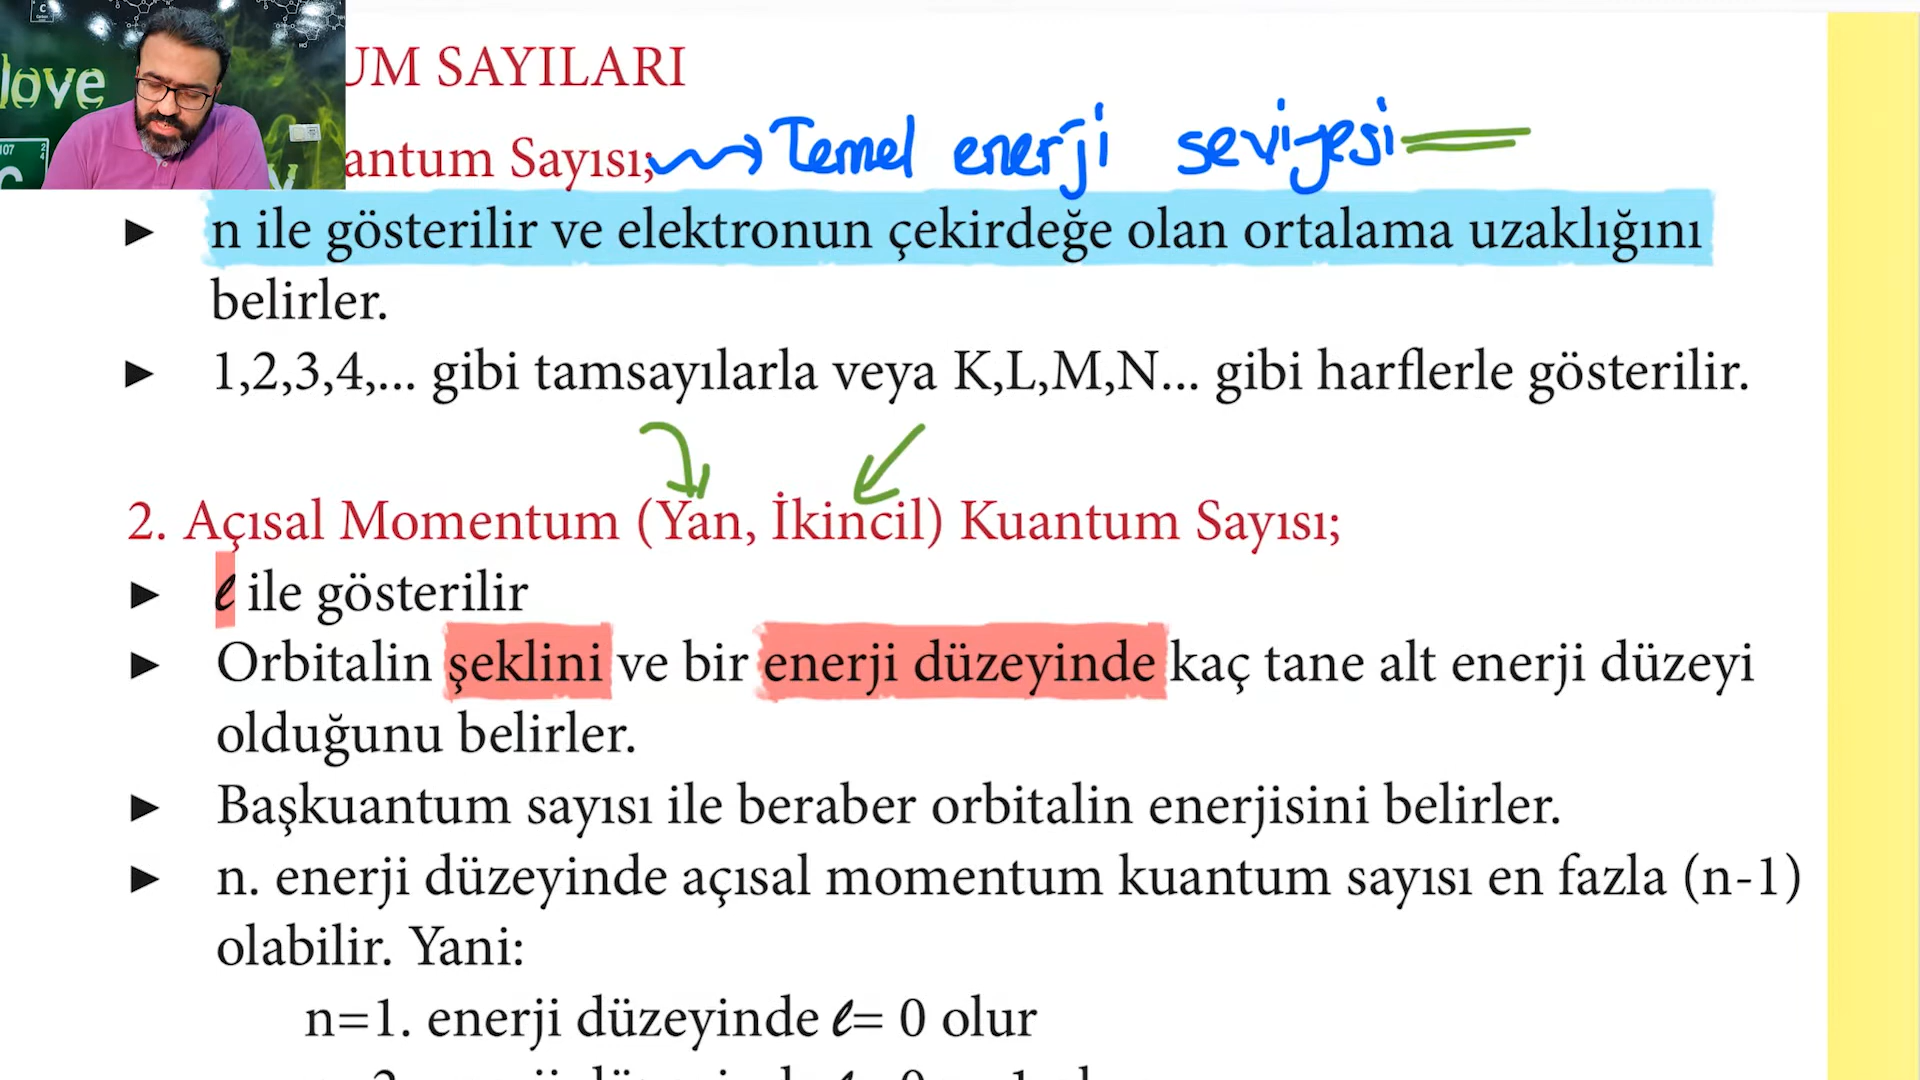 love
107
UM SAYILARI
antum Sayısı; Temel enerji seviyesi
► n ile gösterilir ve elektronun çekirdeğe olan ortalama uzaklığını
belirler.
► 1,2,3,4,... gibi tamsayılarla veya K,L,M,N... gibi harflerle gösterilir.
2. Açısal Momentum (Yan, İkincil) Kuantum Sayısı;
► ℓ ile gösterilir
► Orbitalin şeklini ve bir enerji düzeyinde kaç tane alt enerji düzeyi
olduğunu belirler.
► Başkuantum sayısı ile beraber orbitalin enerjisini belirler.
► n. enerji düzeyinde açısal momentum kuantum sayısı en fazla (n-1)
olabilir. Yani:
n=1. enerji düzeyinde ℓ= 0 olur